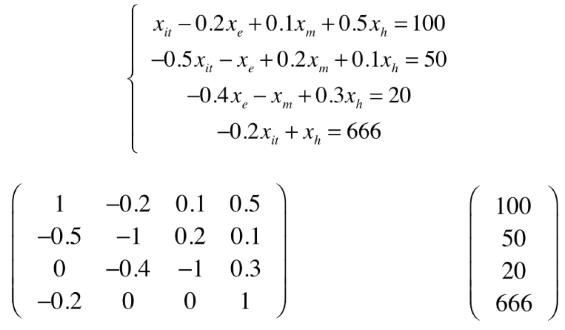 x_it − 0.2x_e + 0.1x_m + 0.5x_h = 100
−0.5x_it − x_e + 0.2x_m + 0.1x_h = 50
−0.4x_e − x_m + 0.3x_h = 20
−0.2x_it + x_h = 666
1 −0.2 0.1 0.5 100
−0.5 −1 0.2 0.1 50
0 −0.4 −1 0.3 20
−0.2 0 0 1 666